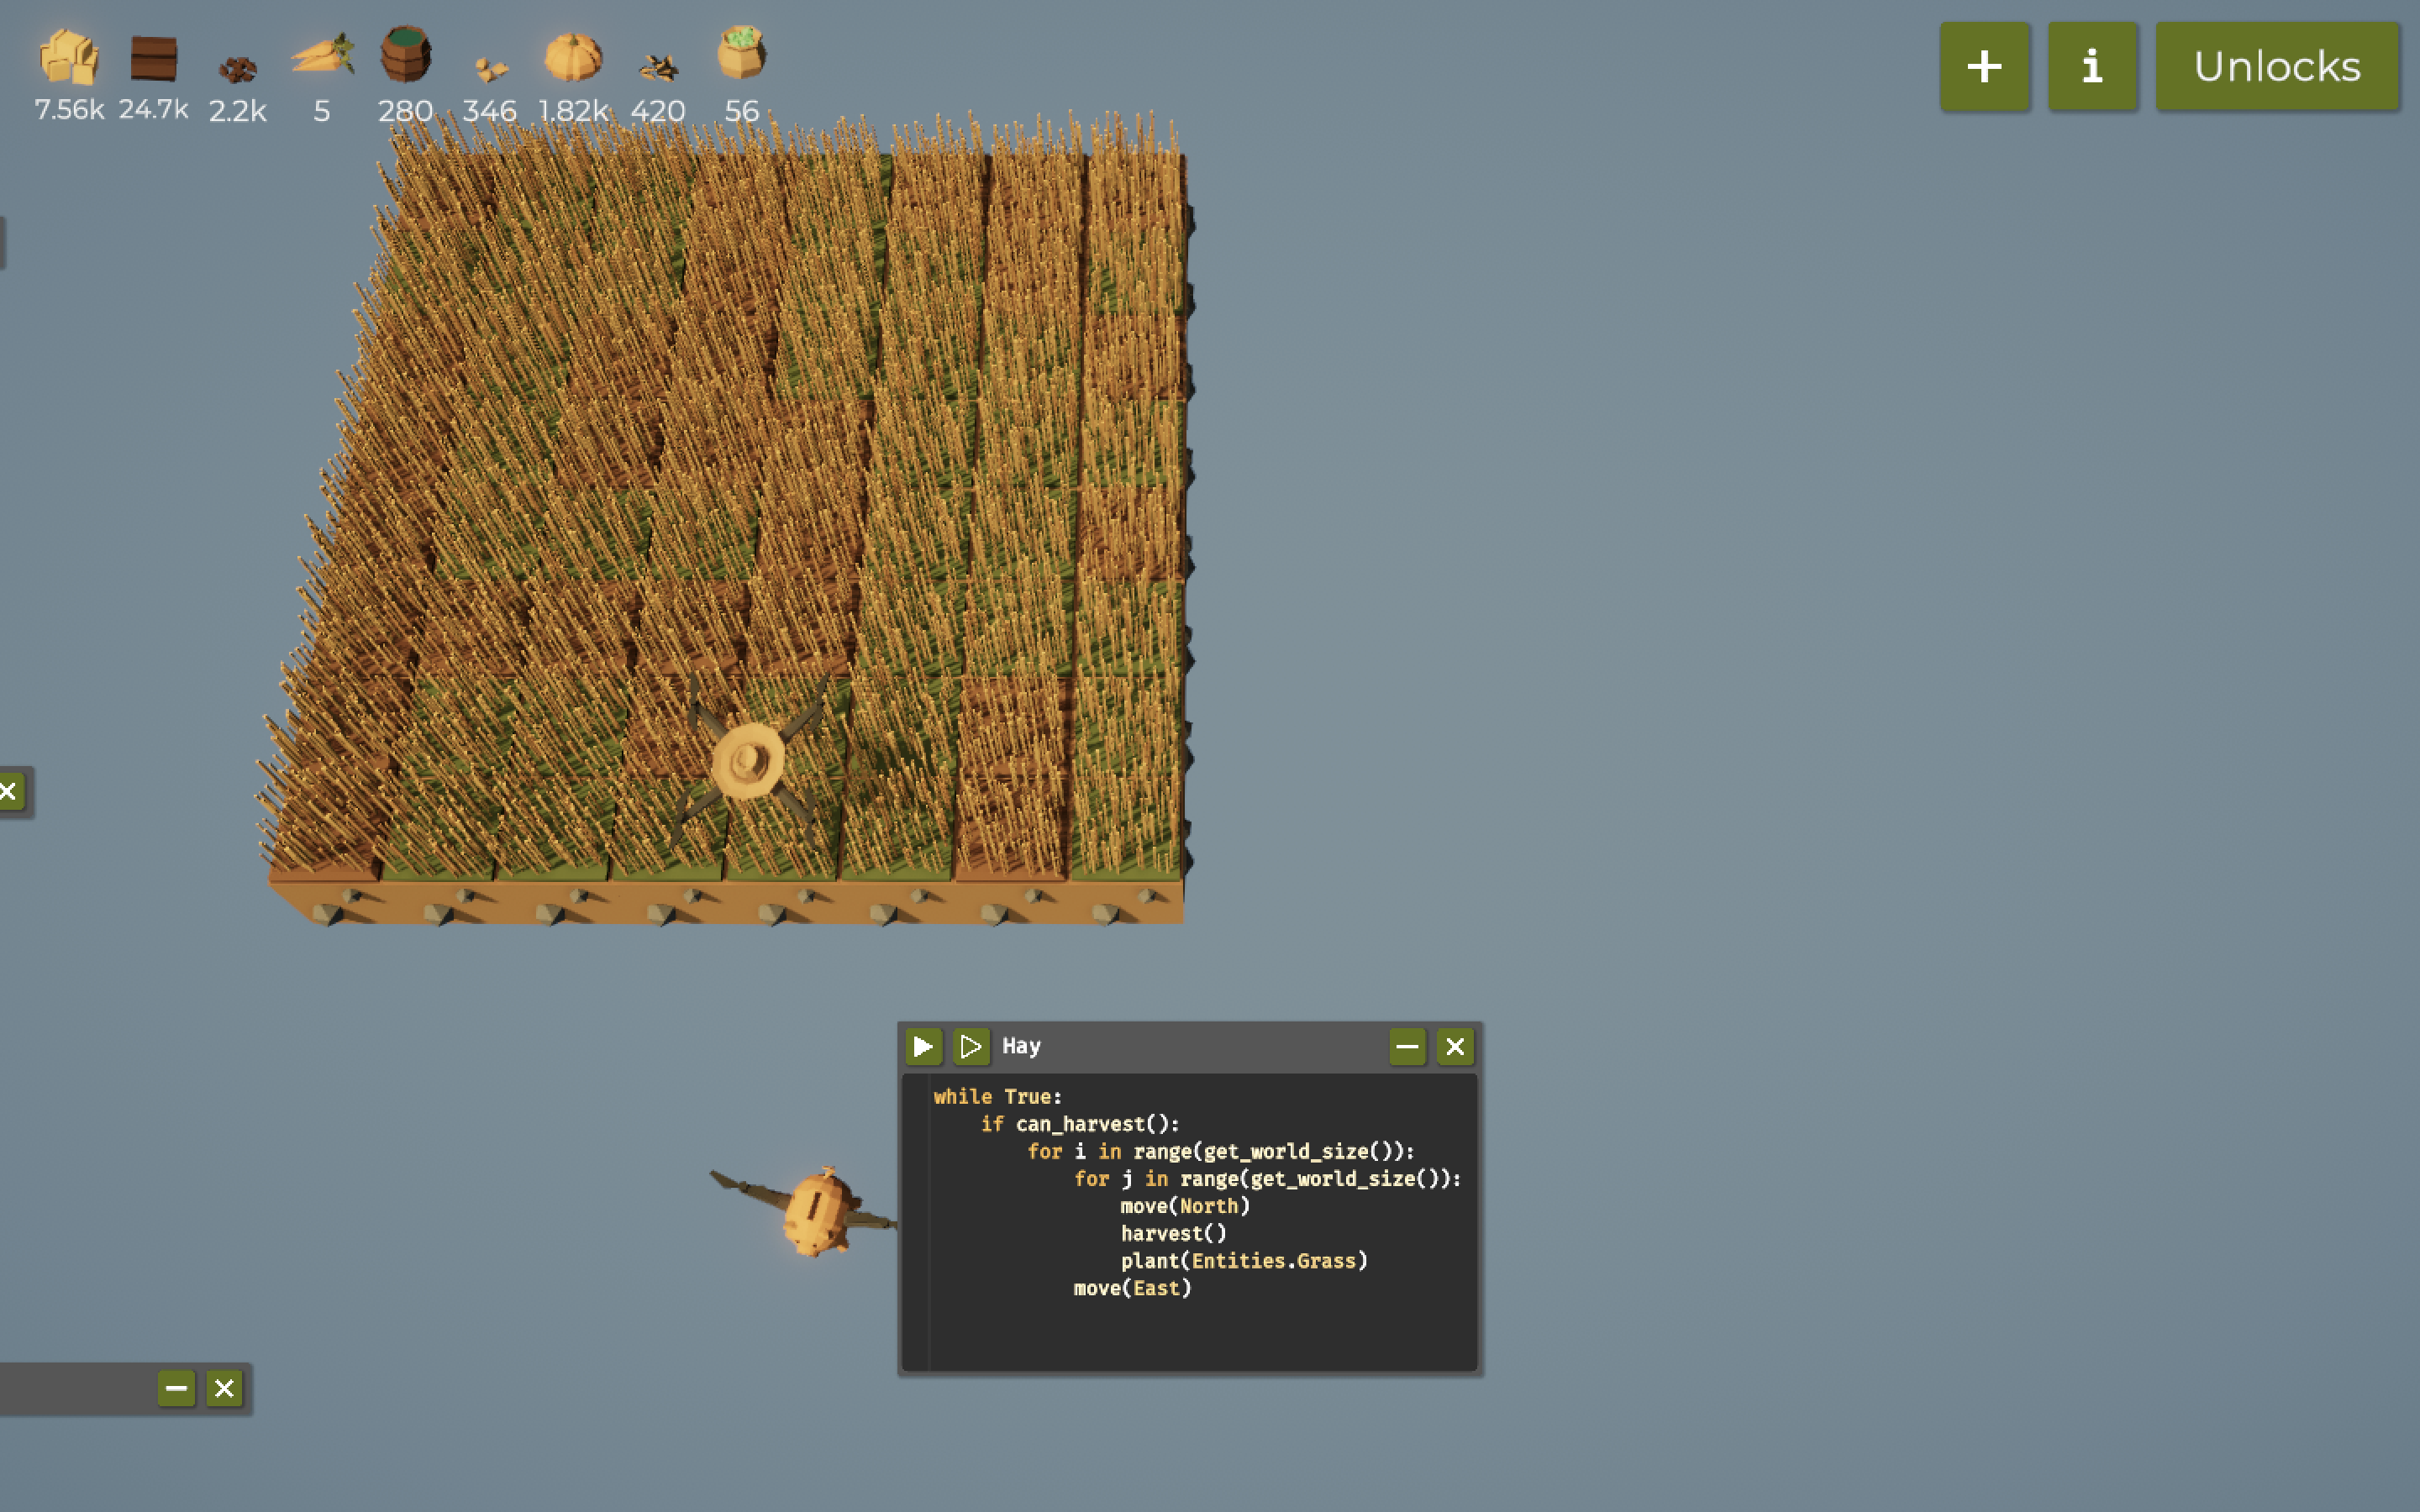 7.56k 24.7k 2.2k 5 280 346 1.82k 420 56
+ i Unlocks
Hay
while True:
    if can_harvest():
        for i in range(get_world_size()):
            for j in range(get_world_size()):
                move(North)
                harvest()
                plant(Entities.Grass)
            move(East)